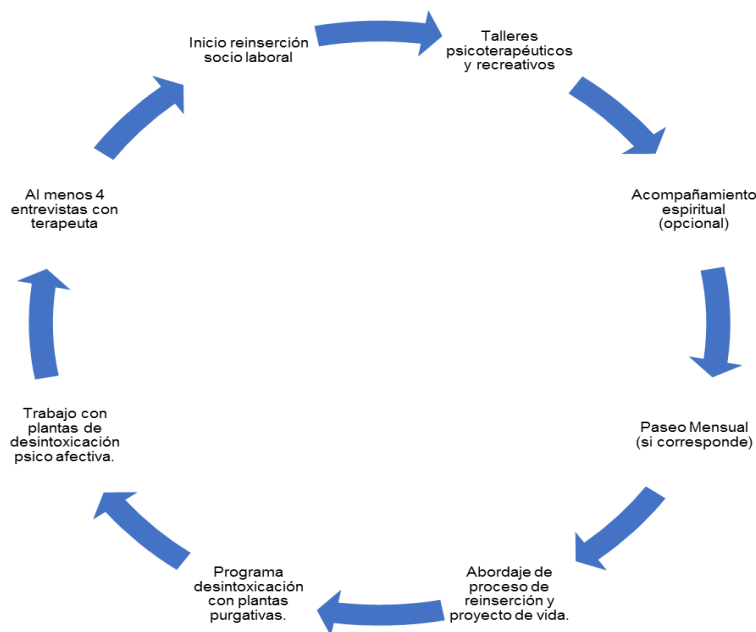 Inicio reinserción
socio laboral
Talleres
psicoterapéuticos
y recreativos
Acompañamiento
espiritual
(opcional)
Paseo Mensual
(si corresponde)
Abordaje de
proceso de
reinserción y
proyecto de vida.
Programa
desintoxicación
con plantas
purgativas.
Trabajo con
plantas de
desintoxicación
psico afectiva.
Al menos 4
entrevistas con
terapeuta